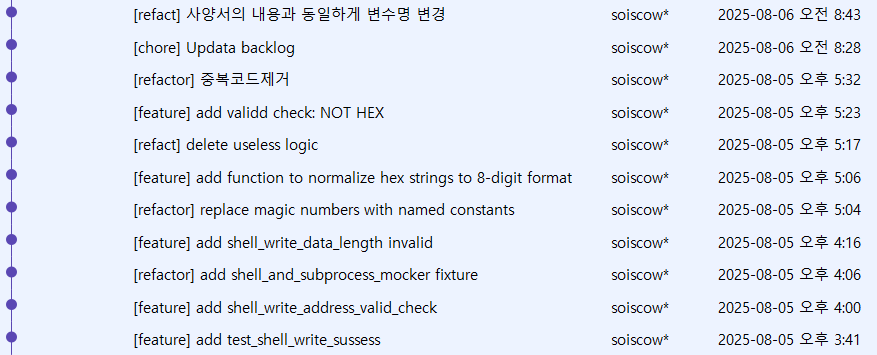 [refact] 사양서의 내용과 동일하게 변수명 변경 soiscow* 2025-08-06 오전 8:43
[chore] Updata backlog soiscow* 2025-08-06 오전 8:28
[refactor] 중복코드제거 soiscow* 2025-08-05 오후 5:32
[feature] add validd check: NOT HEX soiscow* 2025-08-05 오후 5:23
[refact] delete useless logic soiscow* 2025-08-05 오후 5:17
[feature] add function to normalize hex strings to 8-digit format soiscow* 2025-08-05 오후 5:06
[refactor] replace magic numbers with named constants soiscow* 2025-08-05 오후 5:04
[feature] add shell_write_data_length invalid soiscow* 2025-08-05 오후 4:16
[refactor] add shell_and_subprocess_mocker fixture soiscow* 2025-08-05 오후 4:06
[feature] add shell_write_address_valid_check soiscow* 2025-08-05 오후 4:00
[feature] add test_shell_write_sussess soiscow* 2025-08-05 오후 3:41